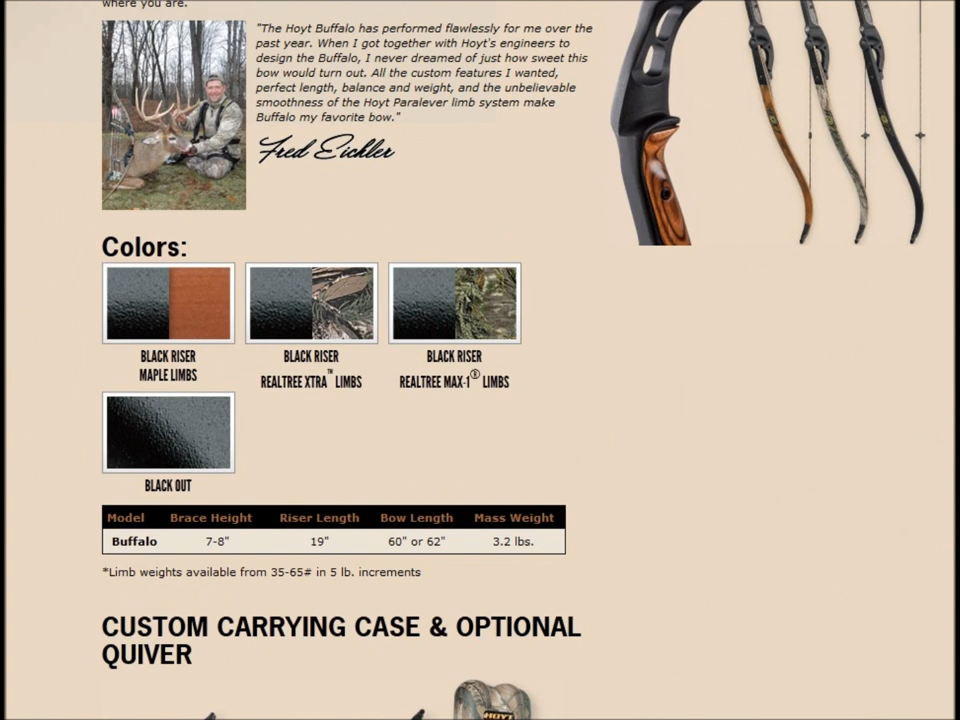 where you are.
"The Hoyt Buffalo has performed flawlessly for me over the
past year. When I got together with Hoyt's engineers to
design the Buffalo, I never dreamed of just how sweet this
bow would turn out. All the custom features I wanted,
perfect length, balance and weight, and the unbelievable
smoothness of the Hoyt Paralever limb system make
Buffalo my favorite bow."
Fred Eichler
Colors:
BLACK RISER
MAPLE LIMBS
BLACK RISER
REALTREE XTRA™ LIMBS
BLACK RISER
REALTREE MAX-1® LIMBS
BLACK OUT
Model Brace Height Riser Length Bow Length Mass Weight
Buffalo 7-8" 19" 60" or 62" 3.2 lbs.
*Limb weights available from 35-65# in 5 lb. increments
CUSTOM CARRYING CASE & OPTIONAL
QUIVER
HOYT